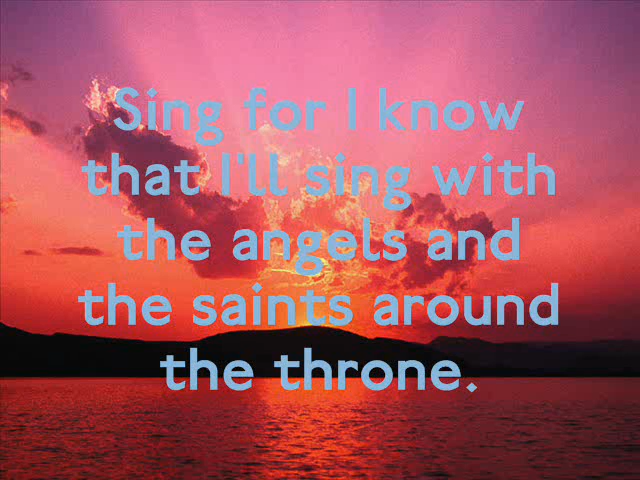 Sing for I know
that I'll sing with
the angels and
the saints around
the throne.